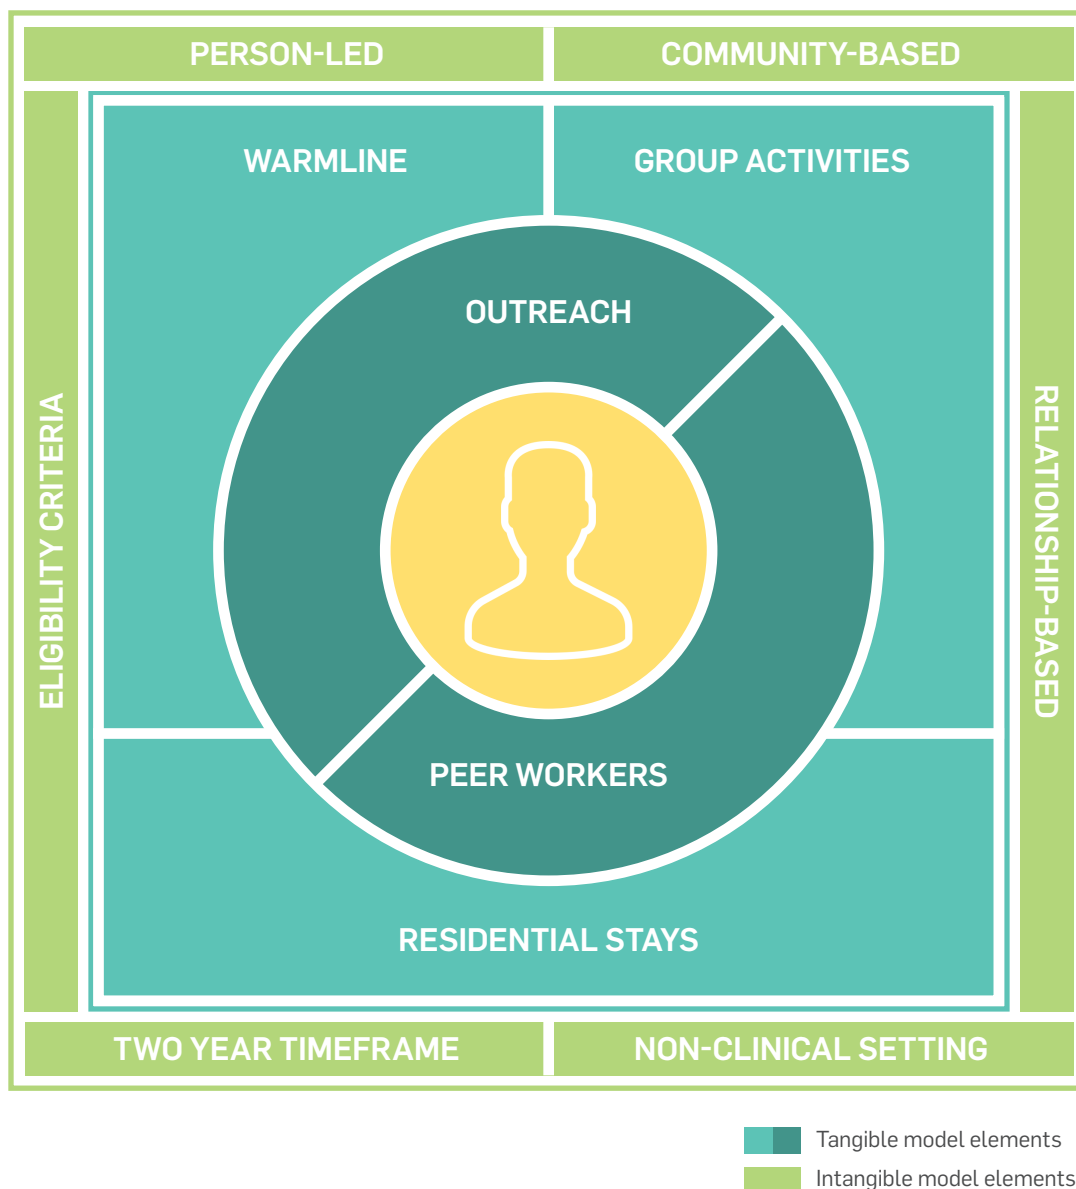 PERSON-LED
COMMUNITY-BASED
WARMLINE
GROUP ACTIVITIES
OUTREACH
ELIGIBILITY CRITERIA
RELATIONSHIP-BASED
PEER WORKERS
RESIDENTIAL STAYS
TWO YEAR TIMEFRAME
NON-CLINICAL SETTING
Tangible model elements
Intangible model elements